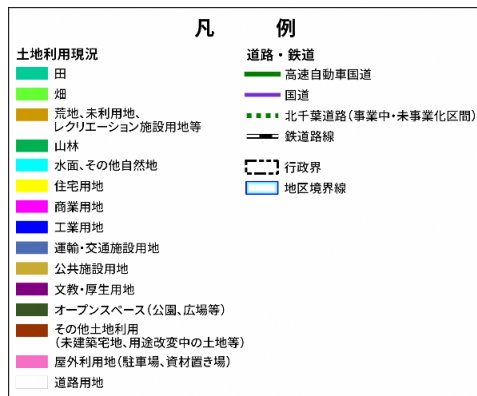 凡 例
土地利用現況
田
畑
荒地、未利用地、
レクリエーション施設用地等
山林
水面、その他自然地
住宅用地
商業用地
工業用地
運輸・交通施設用地
公共施設用地
文教・厚生用地
オープンスペース(公園、広場等)
その他土地利用
(未建築宅地、用途改変中の土地等)
屋外利用地(駐車場、資材置き場)
道路用地
道路・鉄道
高速自動車国道
国道
北千葉道路(事業中・未事業化区間)
鉄道路線
行政界
地区境界線